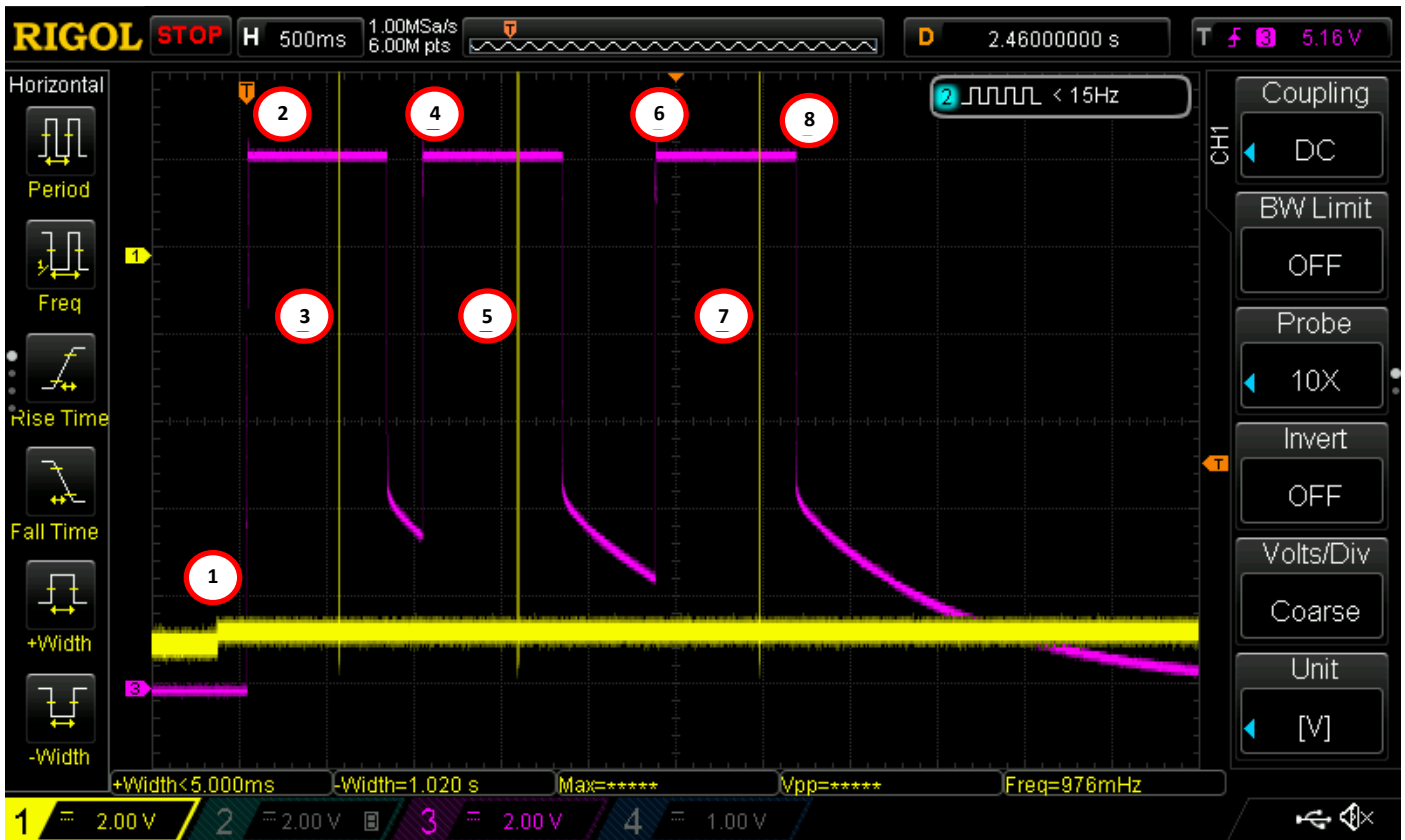 RIGOL STOP H 500ms 1.00MSa/s 6.00M pts T D 2.46000000 s T 3 5.16 V
Horizontal
Period
1/
Freq
Rise Time
Fall Time
+Width
-Width
T
2
4
6
8
2 < 15Hz
1
3
5
7
T
1
3
CH1
Coupling
DC
BW Limit
OFF
Probe
10X
Invert
OFF
Volts/Div
Coarse
Unit
[V]
+Width<5.000ms -Width=1.020 s Max=***** Vpp=***** Freq=976mHz
1 2.00 V 2 2.00 V B 3 2.00 V 4 1.00 V